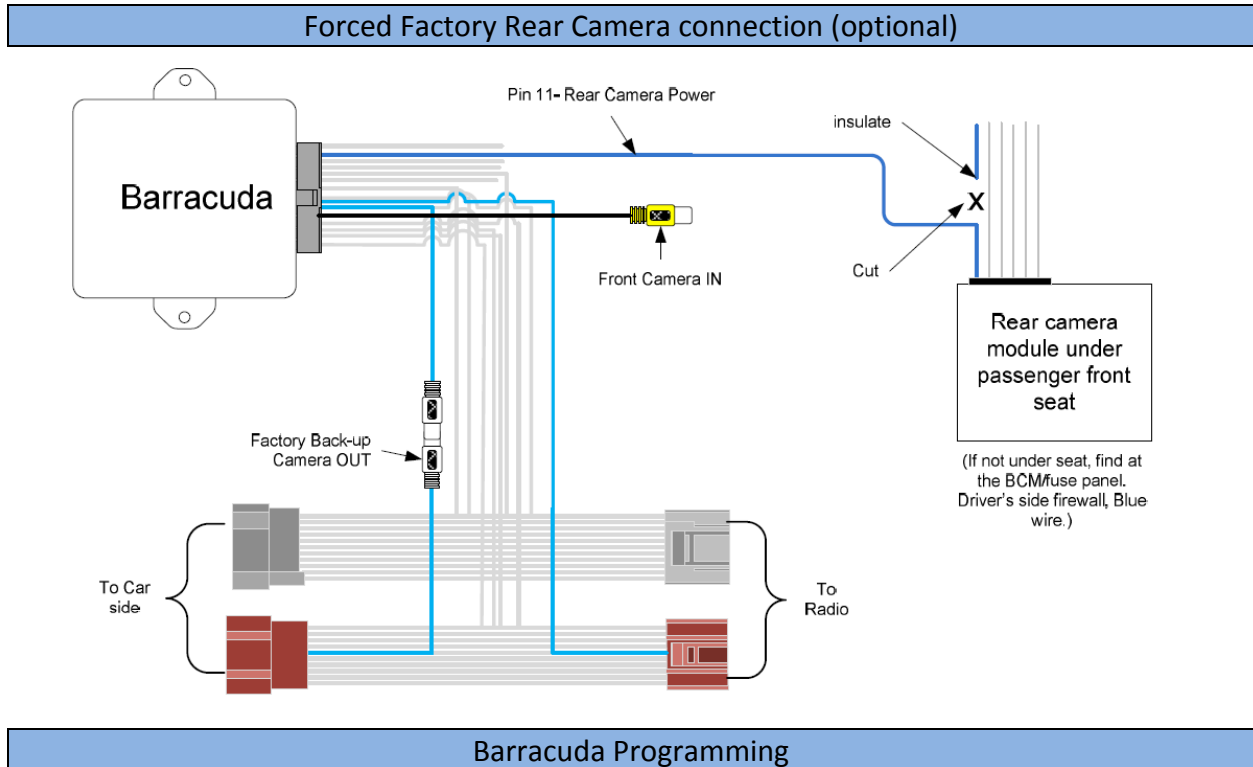 Forced Factory Rear Camera connection (optional)
Pin 11- Rear Camera Power
insulate
Barracuda
X
Front Camera IN
Cut
Rear camera
module under
passenger front
seat
Factory Back-up
Camera OUT
(If not under seat, find at
the BCM/fuse panel.
Driver's side firewall, Blue
wire.)
To Car
side
To
Radio
Barracuda Programming